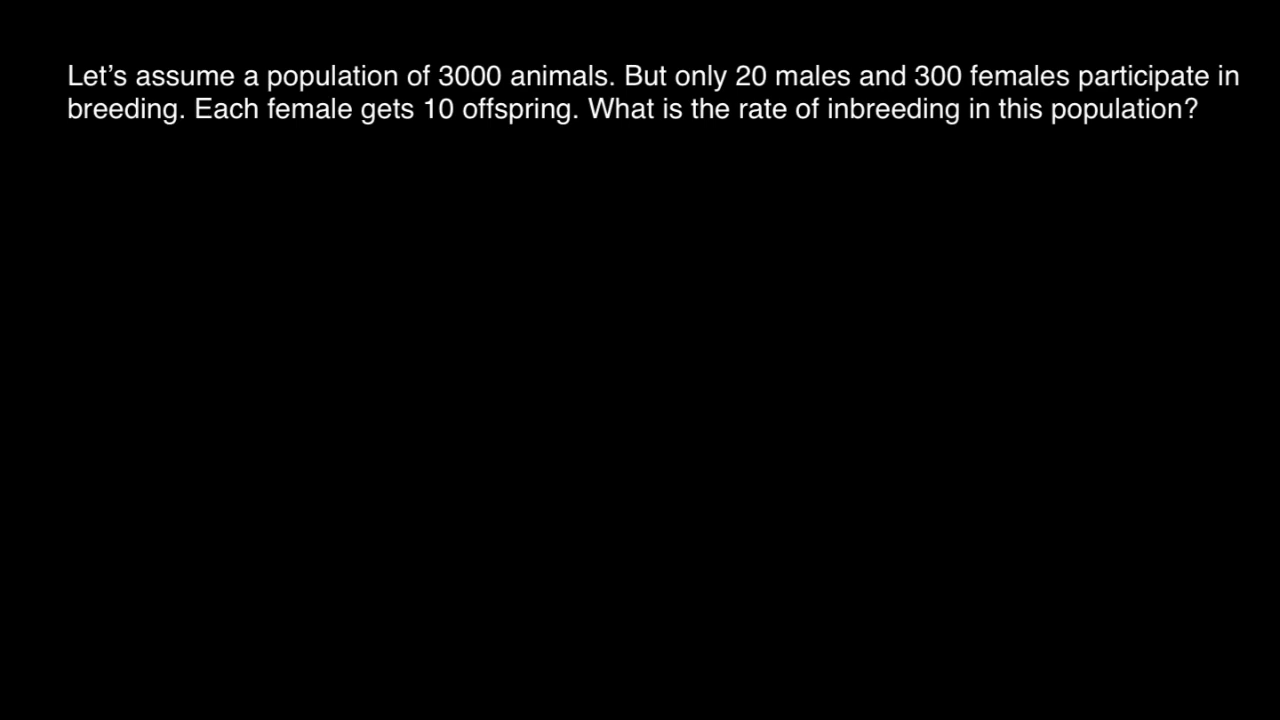 Let’s assume a population of 3000 animals. But only 20 males and 300 females participate in
breeding. Each female gets 10 offspring. What is the rate of inbreeding in this population?